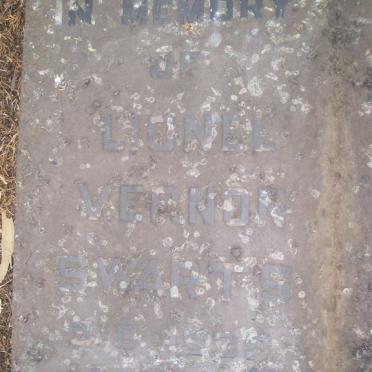 IN MEMORY
OF
LIONEL
VERNON
SWARTS